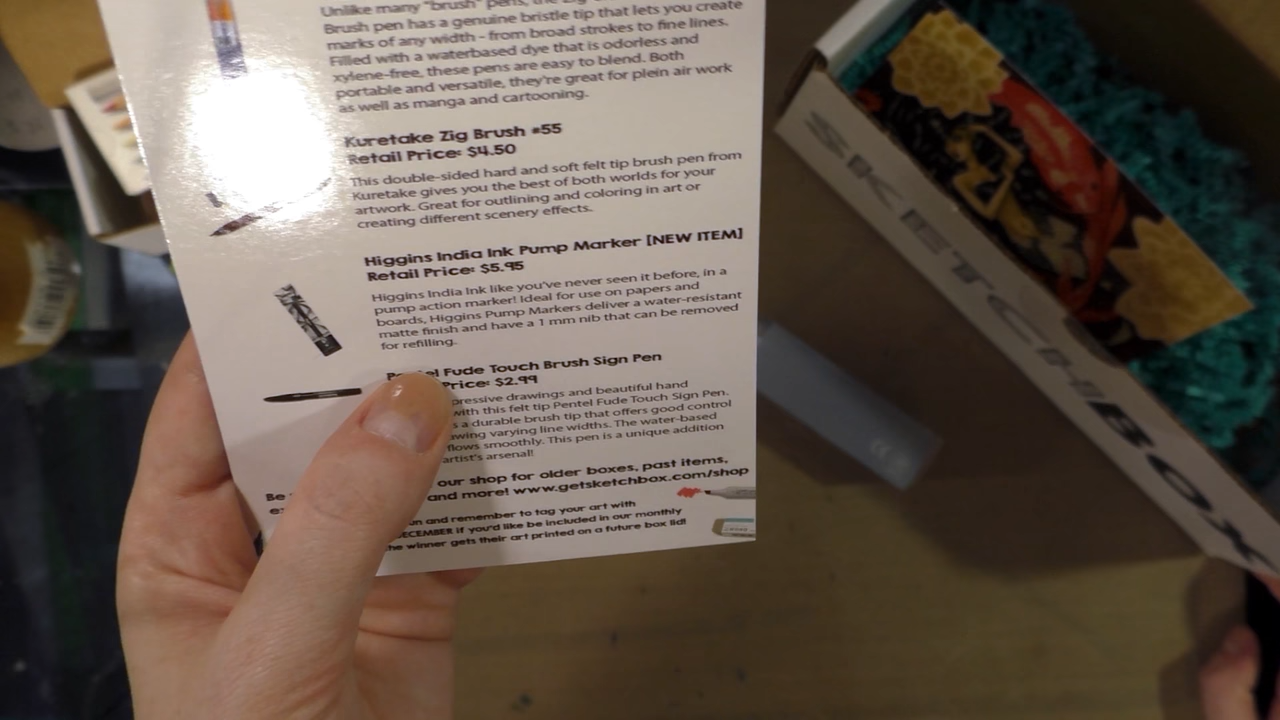 Unlike many "brush" pens, the Zig
Brush pen has a genuine bristle tip that lets you create
marks of any width - from broad strokes to fine lines.
Filled with a waterbased dye that is odorless and
xylene-free, these pens are easy to blend. Both
portable and versatile, they're great for plein air work
as well as manga and cartooning.
Kuretake Zig Brush #55
Retail Price: $4.50
This double-sided hard and soft felt tip brush pen from
Kuretake gives you the best of both worlds for your
artwork. Great for outlining and coloring in art or
creating different scenery effects.
Higgins India Ink Pump Marker [NEW ITEM]
Retail Price: $5.95
Higgins India Ink like you've never seen it before, in a
pump action marker! Ideal for use on papers and
boards, Higgins Pump Markers deliver a water-resistant
matte finish and have a 1 mm nib that can be removed
for refilling.
Fude Touch Brush Sign Pen
Price: $2.99
drawings and beautiful hand
with this felt tip Pentel Fude Touch Sign Pen.
a durable brush tip that offers good control
varying line widths. The water-based
flows smoothly. This pen is a unique addition
artist's arsenal!
Be our shop for older boxes, past items,
and more! www.getsketchbox.com/shop
and remember to tag your art with
if you'd like be included in our monthly
winner gets their art printed on a future box lid!
SKETCHBOX